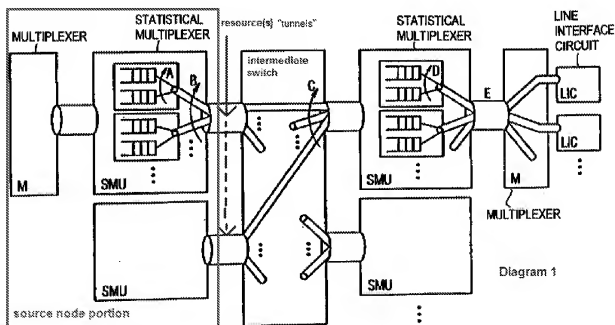 MULTIPLEXER
STATISTICAL
MULTIPLEXER
resource(s) "tunnels"
intermediate
switch
STATISTICAL
MULTIPLEXER
LINE
INTERFACE
CIRCUIT
A
B
C
D
E
LIC
LIC
M
SMU
SMU
M
MULTIPLEXER
SMU
SMU
Diagram 1
source node portion